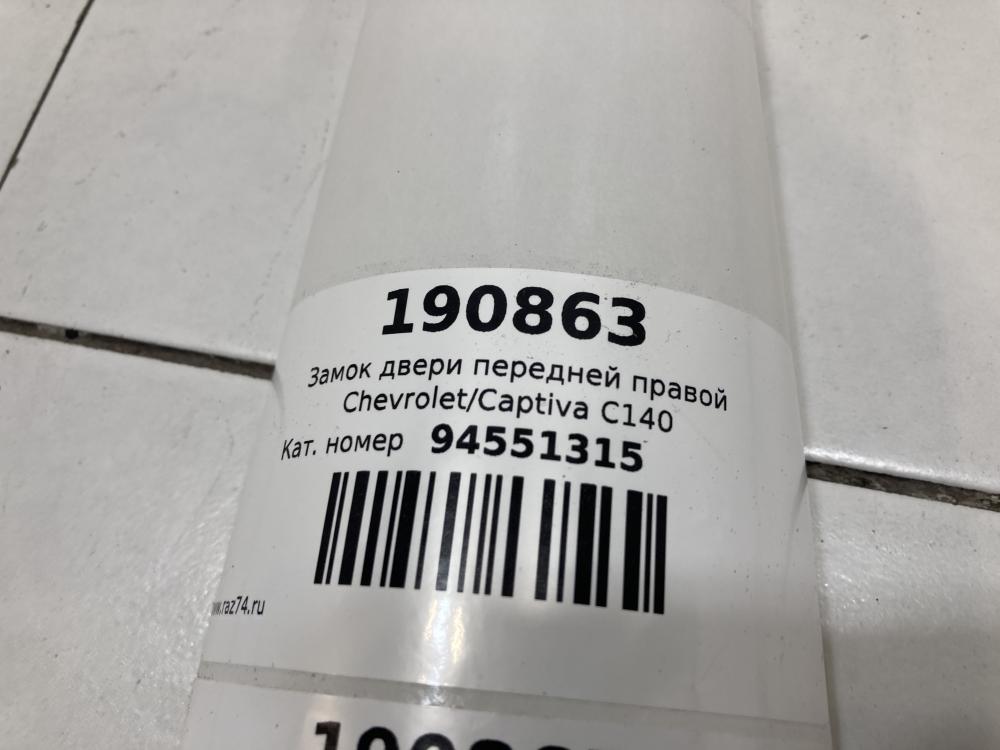 190863
Замок двери передней правой
Chevrolet/Captiva C140
Кат. номер 94551315
www.raz74.ru